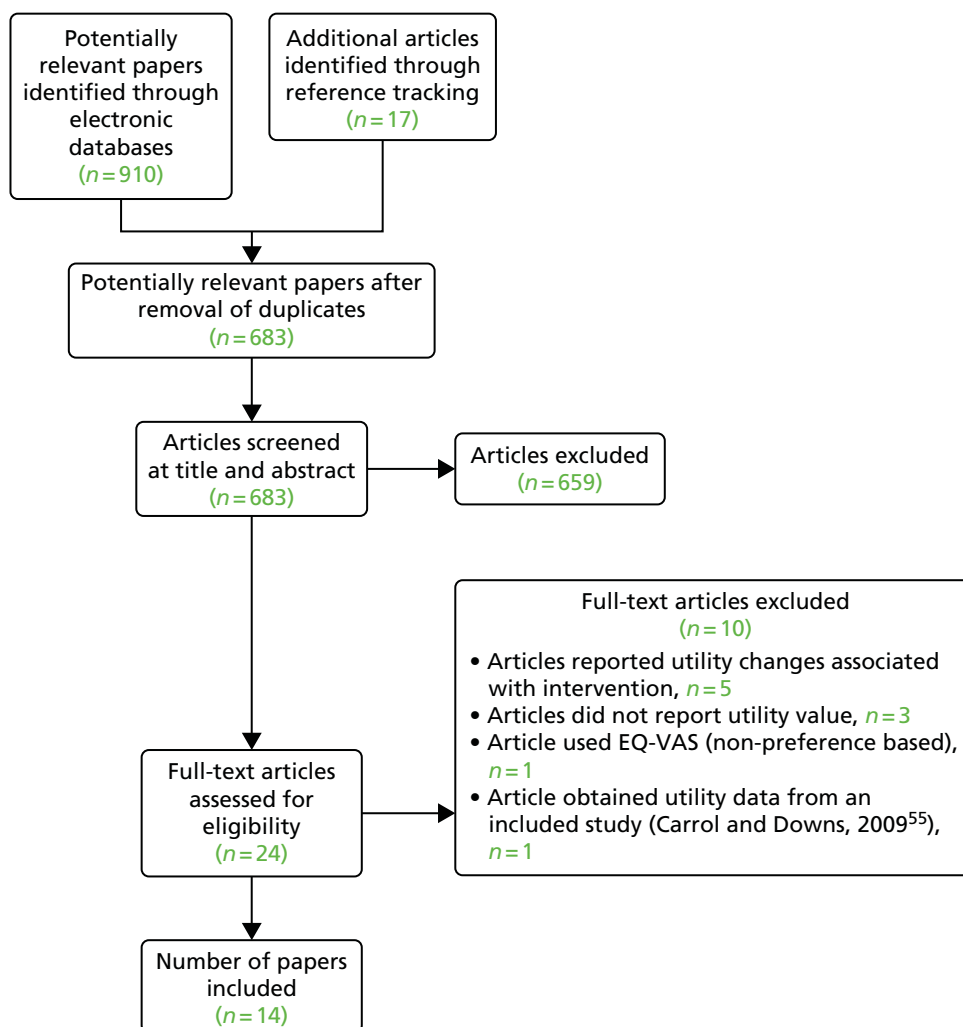 Potentially
relevant papers
identified through
electronic
databases
(n=910)
Additional articles
identified through
reference tracking
(n=17)
Potentially relevant papers after
removal of duplicates
(n=683)
Articles screened
at title and abstract
(n=683)
Articles excluded
(n=659)
Full-text articles excluded
(n=10)
• Articles reported utility changes associated
with intervention, n=5
• Articles did not report utility value, n=3
• Article used EQ-VAS (non-preference based),
n=1
• Article obtained utility data from an
included study (Carrol and Downs, 2009⁵⁵),
n=1
Full-text articles
assessed for
eligibility
(n=24)
Number of papers
included
(n=14)